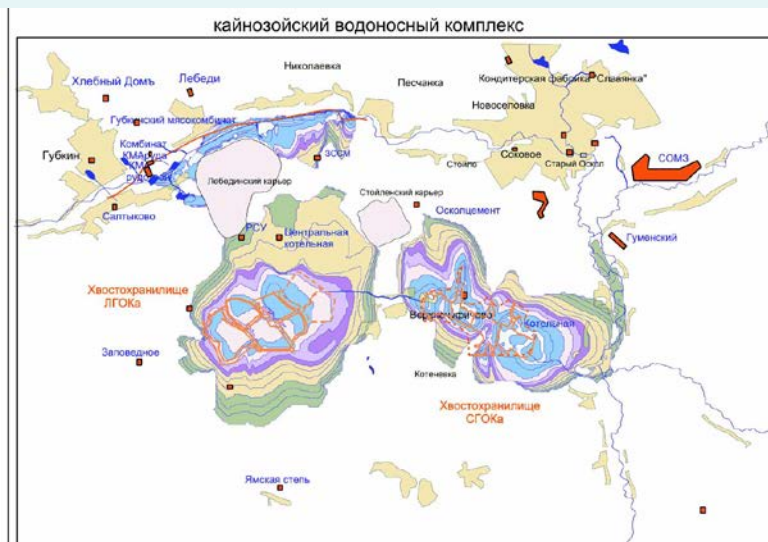 кайнозойский водоносный комплекс
Николаевка
Хлебный Домъ
Лебеди
Песчанка
Кондитерская фабрика "Славянка"
Новоселовка
Губкинский мясокомбинат
Комбинат
КМАруда
Губкин
ЗССМ
Стойло
Соковое
Старый Оскол
СОМЗ
Лебединский карьер
Стойленский карьер
Салтыково
Осколцемент
РСУ
Центральная
котельная
Гуменский
Хвостохранилище
ЛГОКа
Котельная
Заповедное
Котеневка
Хвостохранилище
СГОКа
Ямская степь